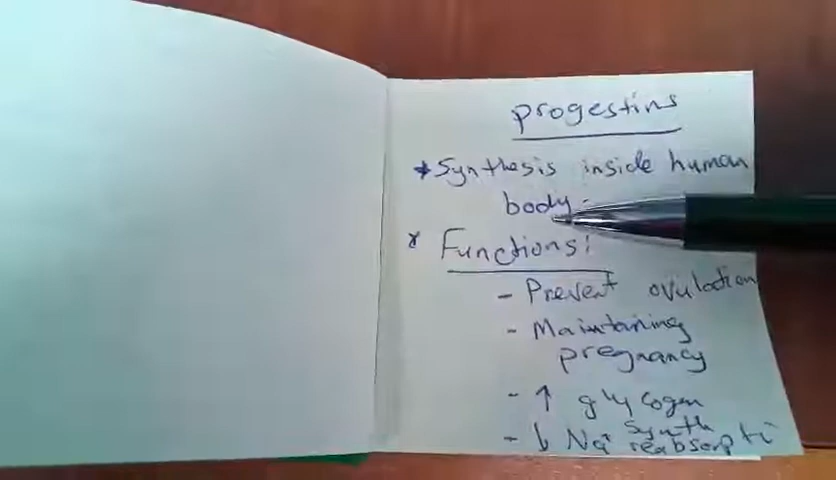 progestins
* Synthesis inside human
body.
* Functions:
- Prevent ovulation
- Maintaining
pregnancy
- ↑ glycogen
synth
- ↓ Na+ reabsorpti